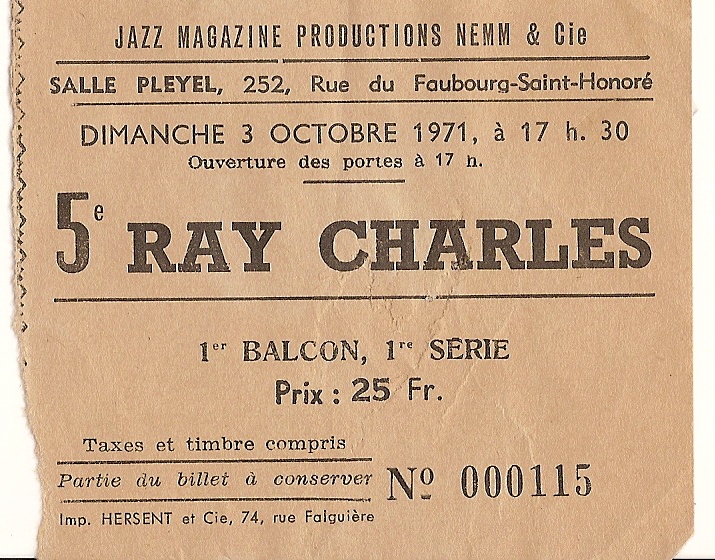 JAZZ MAGAZINE PRODUCTIONS NEMM & Cie
SALLE PLEYEL, 252, Rue du Faubourg-Saint-Honoré
DIMANCHE 3 OCTOBRE 1971, à 17 h. 30
Ouverture des portes à 17 h.
5e RAY CHARLES
1er BALCON, 1re SÉRIE
Prix : 25 Fr.
Taxes et timbre compris
Partie du billet à conserver
Nº 000115
Imp. HERSENT et Cie, 74, rue Falguière